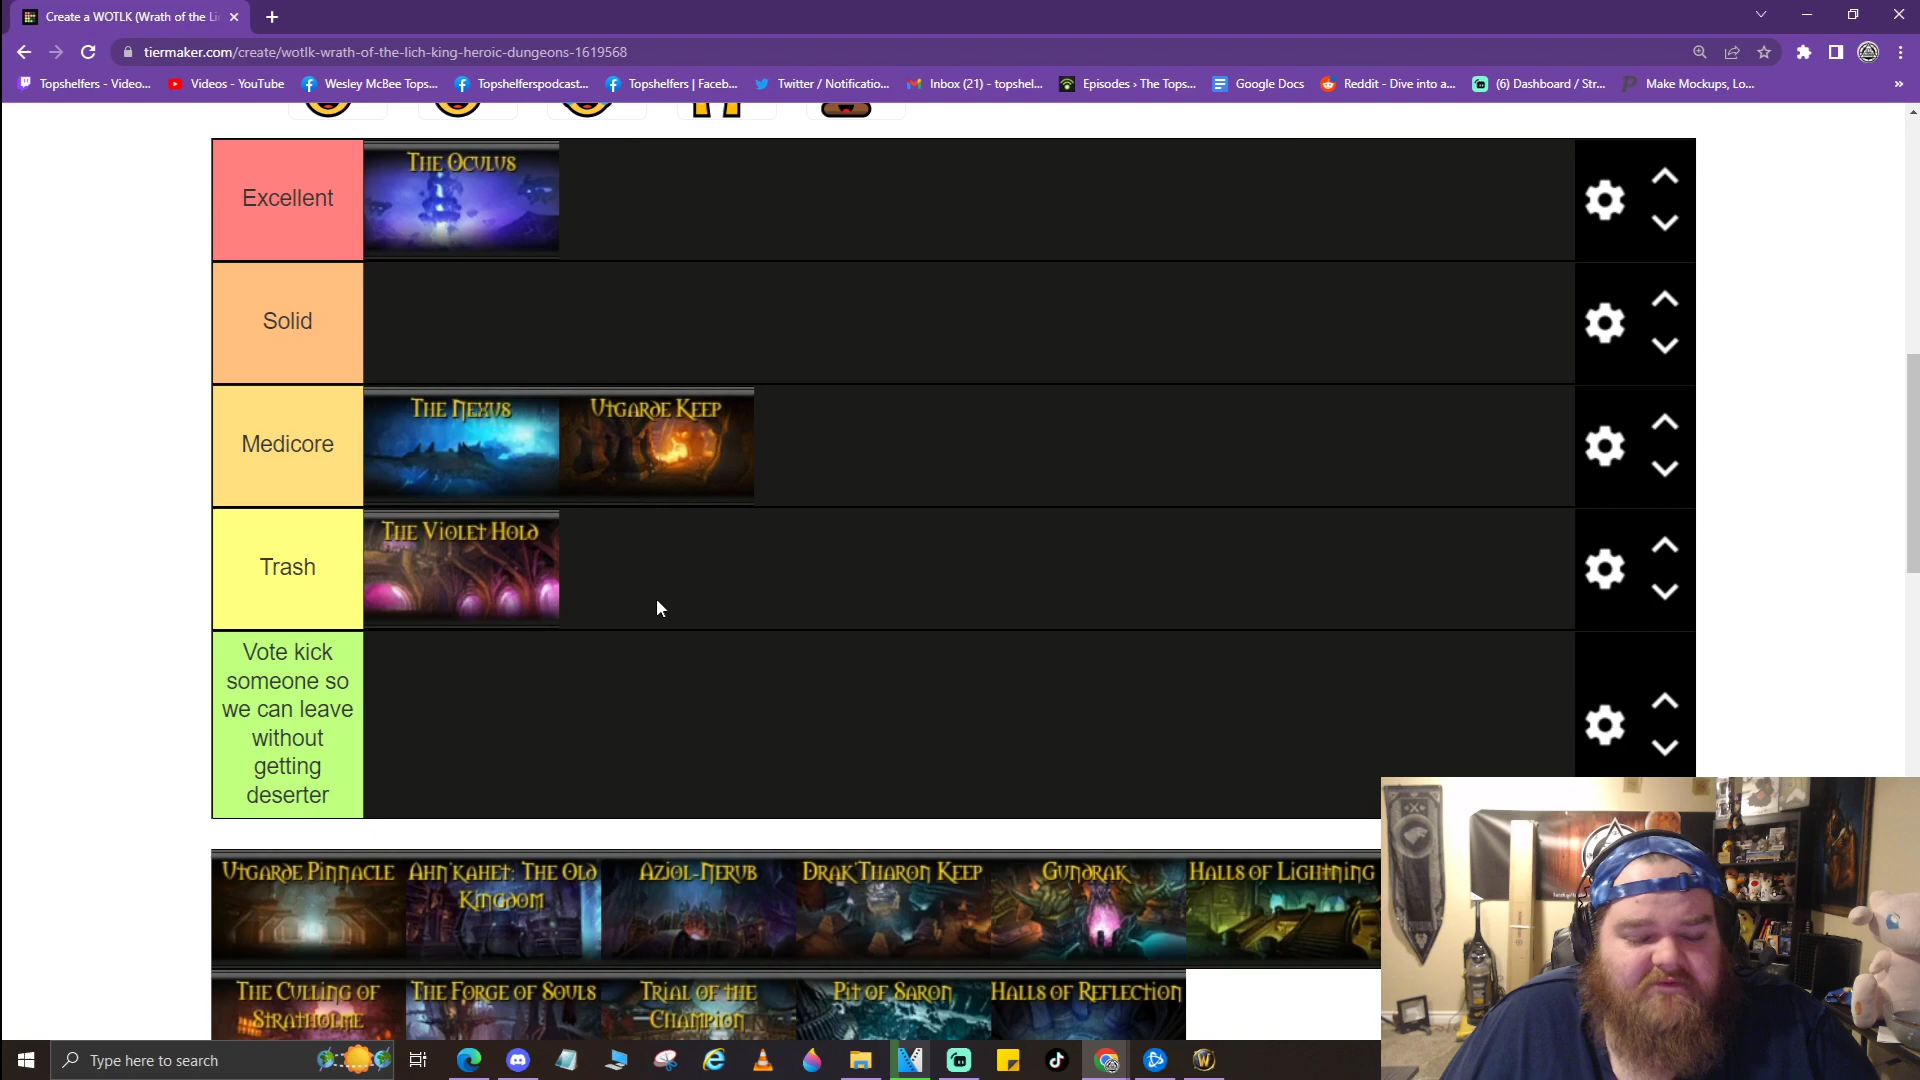 Create a WOTLK (Wrath of the Li
tiermaker.com/create/wotlk-wrath-of-the-lich-king-heroic-dungeons-1619568
Topshelfers - Video...
Videos - YouTube
Wesley McBee Tops...
Topshelferspodcast...
Topshelfers | Faceb...
Twitter / Notificatio...
Inbox (21) - topshel...
Episodes › The Tops...
Google Docs
Reddit - Dive into a...
(6) Dashboard / Str...
Make Mockups, Lo...
Excellent
THE OCULUS
Solid
Medicore
THE NEXUS
UTGARDE KEEP
Trash
THE VIOLET HOLD
Vote kick
someone so
we can leave
without
getting
deserter
UTGARDE PINNACLE
AHN'KAHET: THE OLD
KINGDOM
AZJOL-NERUB
DRAK'THARON KEEP
GUNDRAK
HALLS OF LIGHTNING
THE CULLING OF
STRATHOLME
THE FORGE OF SOULS
TRIAL OF THE
CHAMPION
PIT OF SARON
HALLS OF REFLECTION
Type here to search